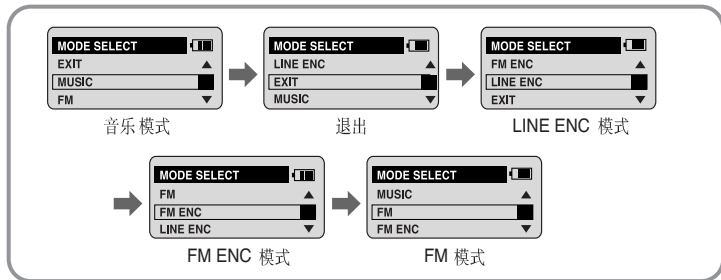 MODE SELECT
EXIT
MUSIC
FM
音乐模式
MODE SELECT
LINE ENC
EXIT
MUSIC
退出
MODE SELECT
FM ENC
LINE ENC
EXIT
LINE ENC 模式
MODE SELECT
FM
FM ENC
LINE ENC
FM ENC 模式
MODE SELECT
MUSIC
FM
FM ENC
FM 模式